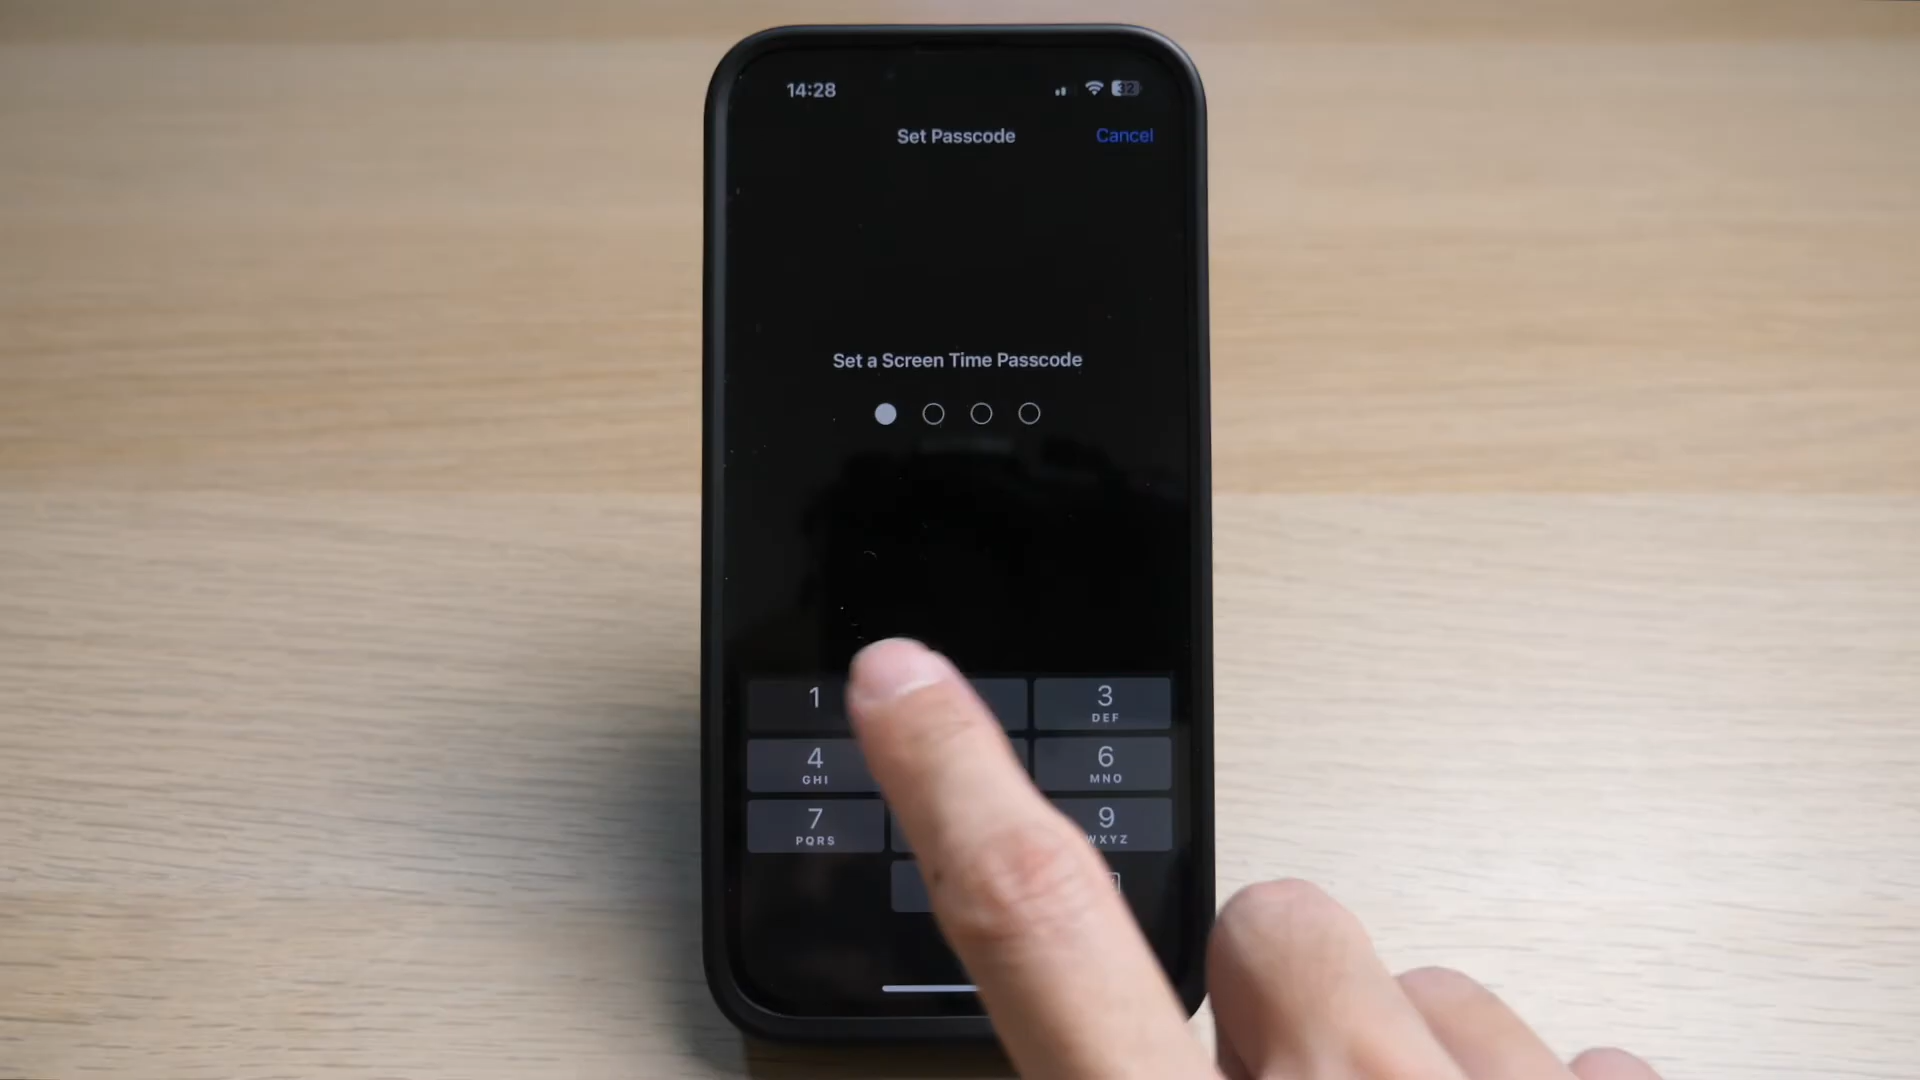 14:28
32
Set Passcode
Cancel
Set a Screen Time Passcode
1
3
DEF
4
GHI
6
MNO
7
PQRS
9
WXYZ